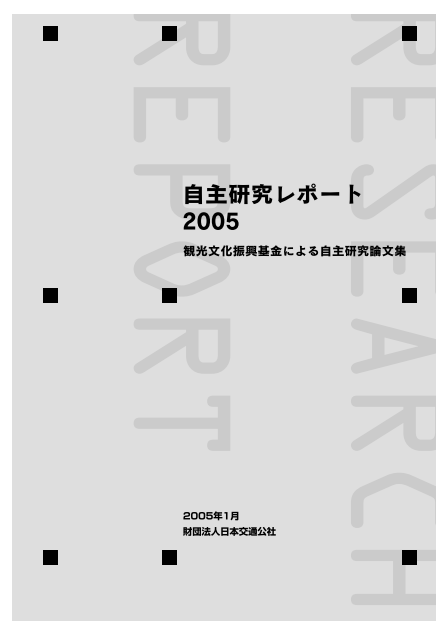 自主研究レポート
2005
観光文化振興基金による自主研究論文集
RESEARCH
REPORT
2005年1月
財団法人日本交通公社